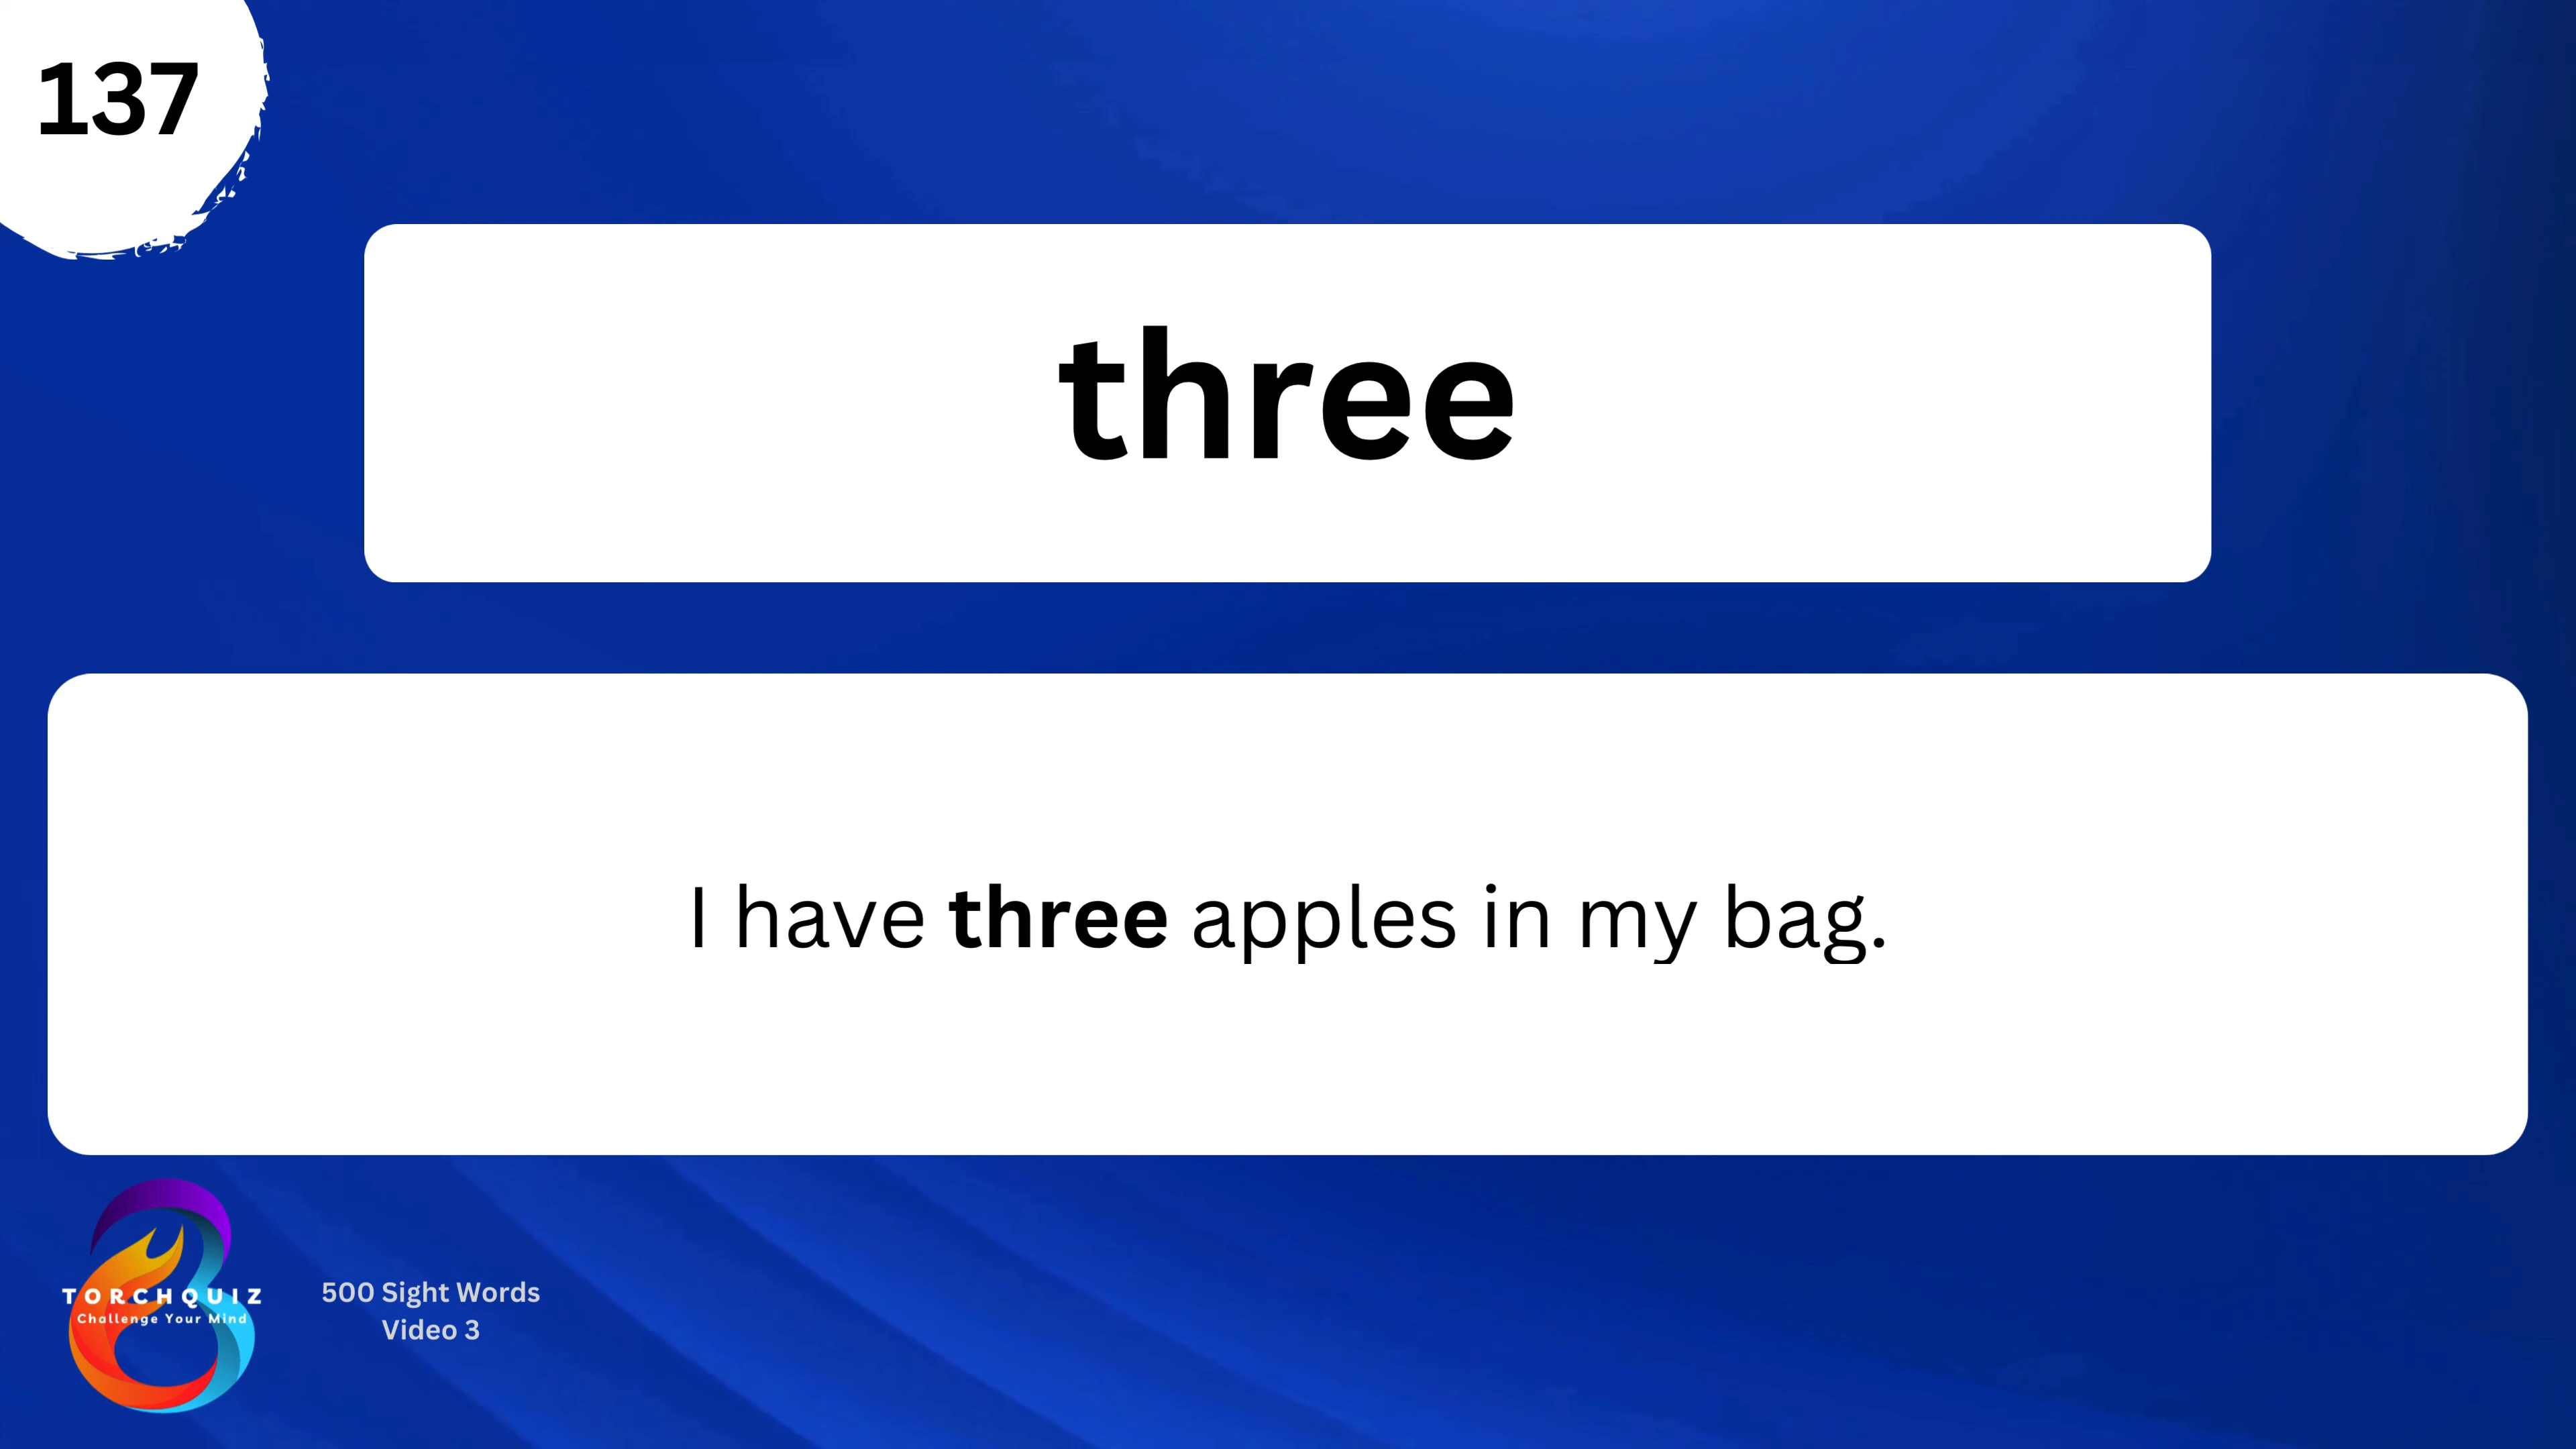 137
three
I have three apples in my bag.
TORCHQUIZ
Challenge Your Mind
500 Sight Words
Video 3